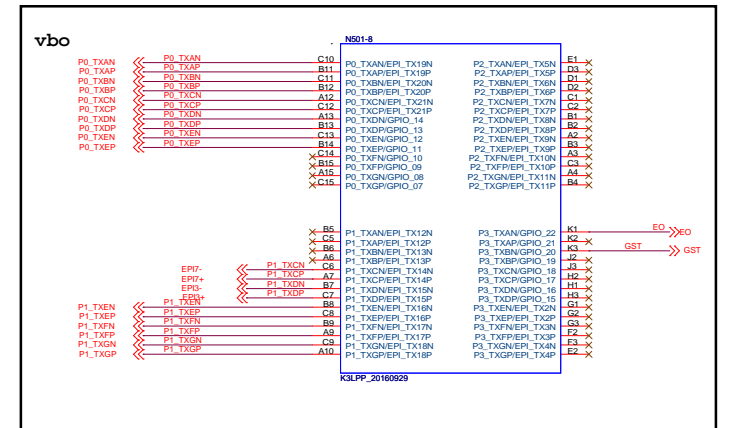 vbo
N501-8
P0_TXAN P0_TXAN C10 P0_TXAN/EPI_TX19N P2_TXAN/EPI_TX5N E1
P0_TXAP P0_TXAP B11 P0_TXAP/EPI_TX19P P2_TXAP/EPI_TX5P D3
P0_TXBN P0_TXBN C11 P0_TXBN/EPI_TX20N P2_TXBN/EPI_TX6N D1
P0_TXBP P0_TXBP B12 P0_TXBP/EPI_TX20P P2_TXBP/EPI_TX6P D2
P0_TXCN P0_TXCN A12 P0_TXCN/EPI_TX21N P2_TXCN/EPI_TX7N C1
P0_TXCP P0_TXCP C12 P0_TXCP/EPI_TX21P P2_TXCP/EPI_TX7P C2
P0_TXDN P0_TXDN A13 P0_TXDN/GPIO_14 P2_TXDN/EPI_TX8N B1
P0_TXDP P0_TXDP B13 P0_TXDP/GPIO_13 P2_TXDP/EPI_TX8P B2
P0_TXEN P0_TXEN C13 P0_TXEN/GPIO_12 P2_TXEN/EPI_TX9N A2
P0_TXEP P0_TXEP B14 P0_TXEP/GPIO_11 P2_TXEP/EPI_TX9P B3
C14 P0_TXFN/GPIO_10 P2_TXFN/EPI_TX10N A3
B15 P0_TXFP/GPIO_09 P2_TXFP/EPI_TX10P C3
A15 P0_TXGN/GPIO_08 P2_TXGN/EPI_TX11N A4
C15 P0_TXGP/GPIO_07 P2_TXGP/EPI_TX11P B4
B5 P1_TXAN/EPI_TX12N P3_TXAN/GPIO_22 K1 EO EO
C5 P1_TXAP/EPI_TX12P P3_TXAP/GPIO_21 K2
B6 P1_TXBN/EPI_TX13N P3_TXBN/GPIO_20 K3 GST GST
A6 P1_TXBP/EPI_TX13P P3_TXBP/GPIO_19 J2
EPI7- P1_TXCN C6 P1_TXCN/EPI_TX14N P3_TXCN/GPIO_18 J3
EPI7+ P1_TXCP A7 P1_TXCP/EPI_TX14P P3_TXCP/GPIO_17 H2
EPI3- P1_TXDN B7 P1_TXDN/EPI_TX15N P3_TXDN/GPIO_16 H1
EPI3+ P1_TXDP C7 P1_TXDP/EPI_TX15P P3_TXDP/GPIO_15 H3
P1_TXEN P1_TXEN B8 P1_TXEN/EPI_TX16N P3_TXEN/EPI_TX2N G1
P1_TXEP P1_TXEP C8 P1_TXEP/EPI_TX16P P3_TXEP/EPI_TX2P G2
P1_TXFN P1_TXFN B9 P1_TXFN/EPI_TX17N P3_TXFN/EPI_TX3N G3
P1_TXFP P1_TXFP A9 P1_TXFP/EPI_TX17P P3_TXFP/EPI_TX3P F2
P1_TXGN P1_TXGN C9 P1_TXGN/EPI_TX18N P3_TXGN/EPI_TX4N F3
P1_TXGP P1_TXGP A10 P1_TXGP/EPI_TX18P P3_TXGP/EPI_TX4P E2
K3LPP_20160929